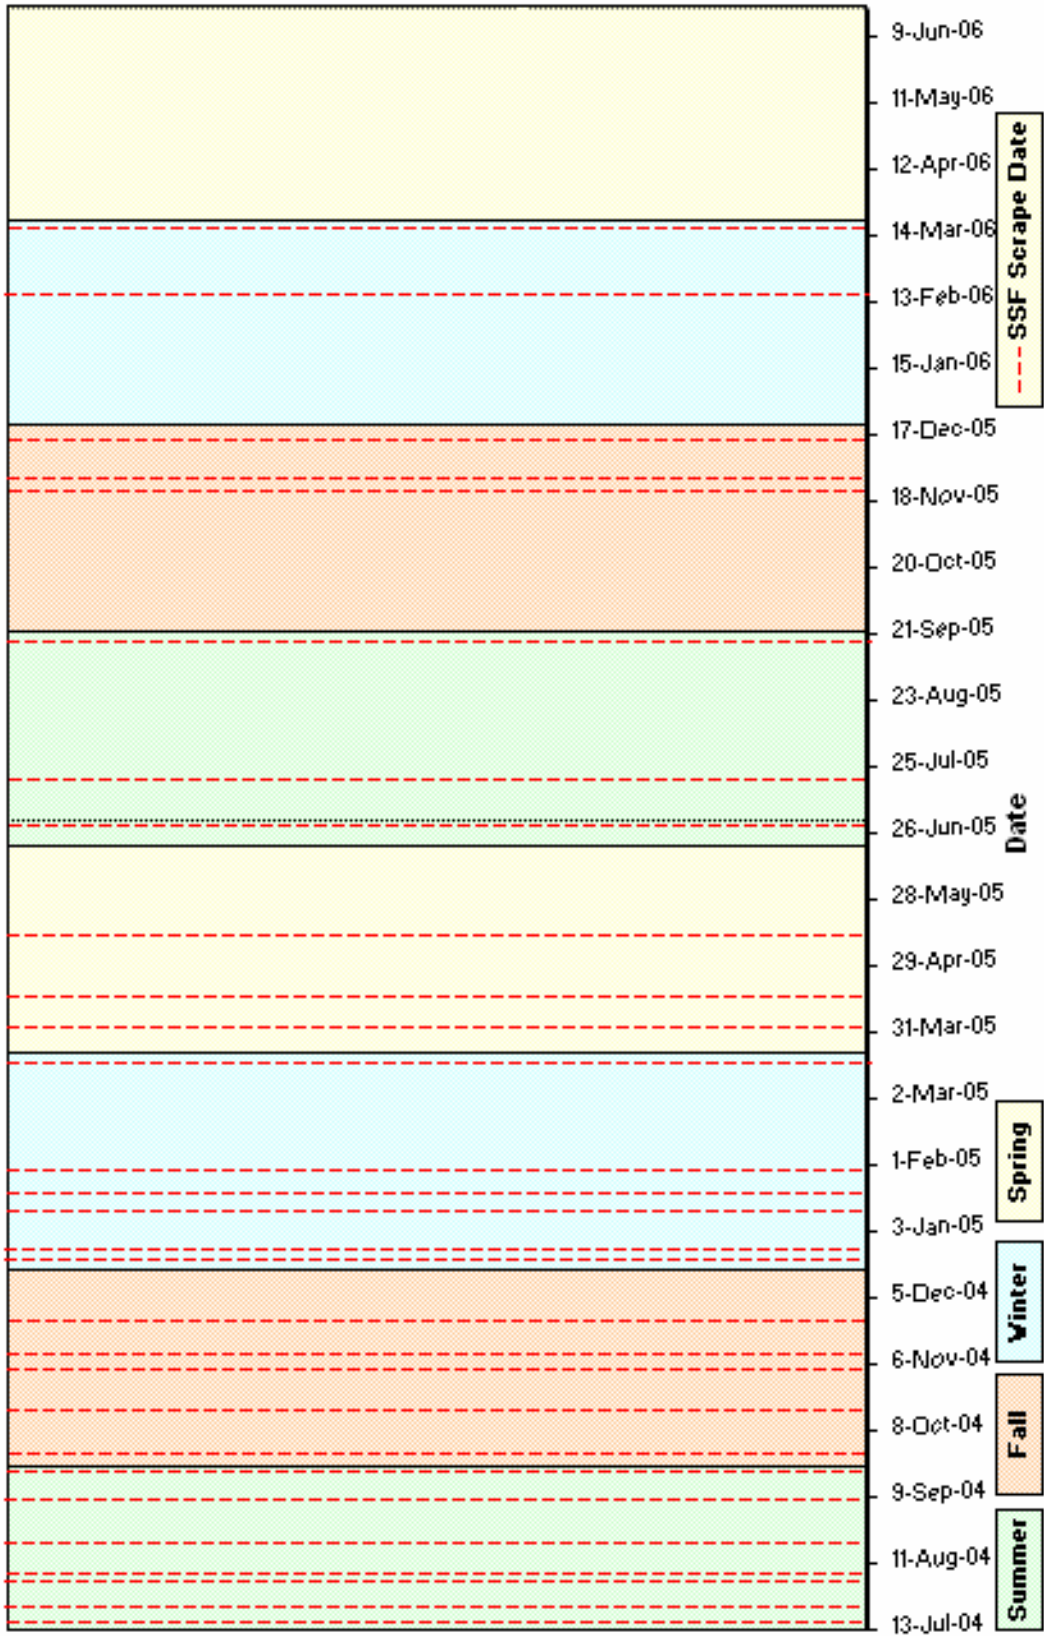 9-Jun-06
11-May-06
12-Apr-06
14-Mar-06
13-Feb-06
15-Jan-06
17-Dec-05
18-Nov-05
20-Oct-05
21-Sep-05
23-Aug-05
25-Jul-05
26-Jun-05
28-May-05
29-Apr-05
31-Mar-05
2-Mar-05
1-Feb-05
3-Jan-05
5-Dec-04
6-Nov-04
8-Oct-04
9-Sep-04
11-Aug-04
13-Jul-04
Date
SSF Scrape Date
Spring
Winter
Fall
Summer